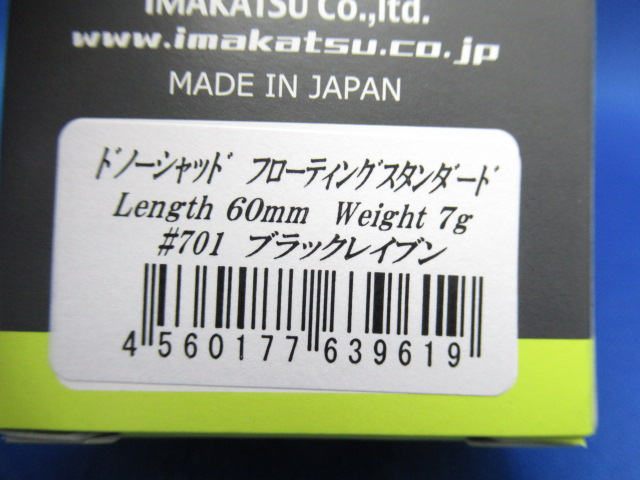 IMAKATSU Co.,ltd.
www.imakatsu.co.jp
MADE IN JAPAN
ﾄﾞﾉｰｼｬｯﾄﾞ ﾌﾛｰﾃｨﾝｸﾞｽﾀﾝﾀﾞｰﾄﾞ
Length 60mm Weight 7g
#701 ブラックレイブン
4 560177 639619